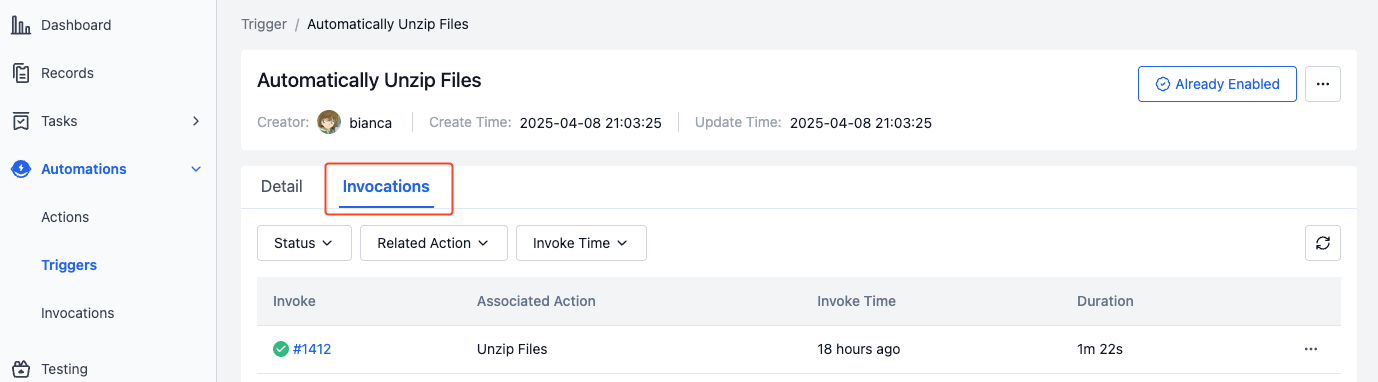 Dashboard
Records
Tasks
Automations
Actions
Triggers
Invocations
Testing
Trigger / Automatically Unzip Files
Automatically Unzip Files
Already Enabled
Creator: bianca Create Time: 2025-04-08 21:03:25 Update Time: 2025-04-08 21:03:25
Detail Invocations
Status Related Action Invoke Time
Invoke Associated Action Invoke Time Duration
#1412 Unzip Files 18 hours ago 1m 22s